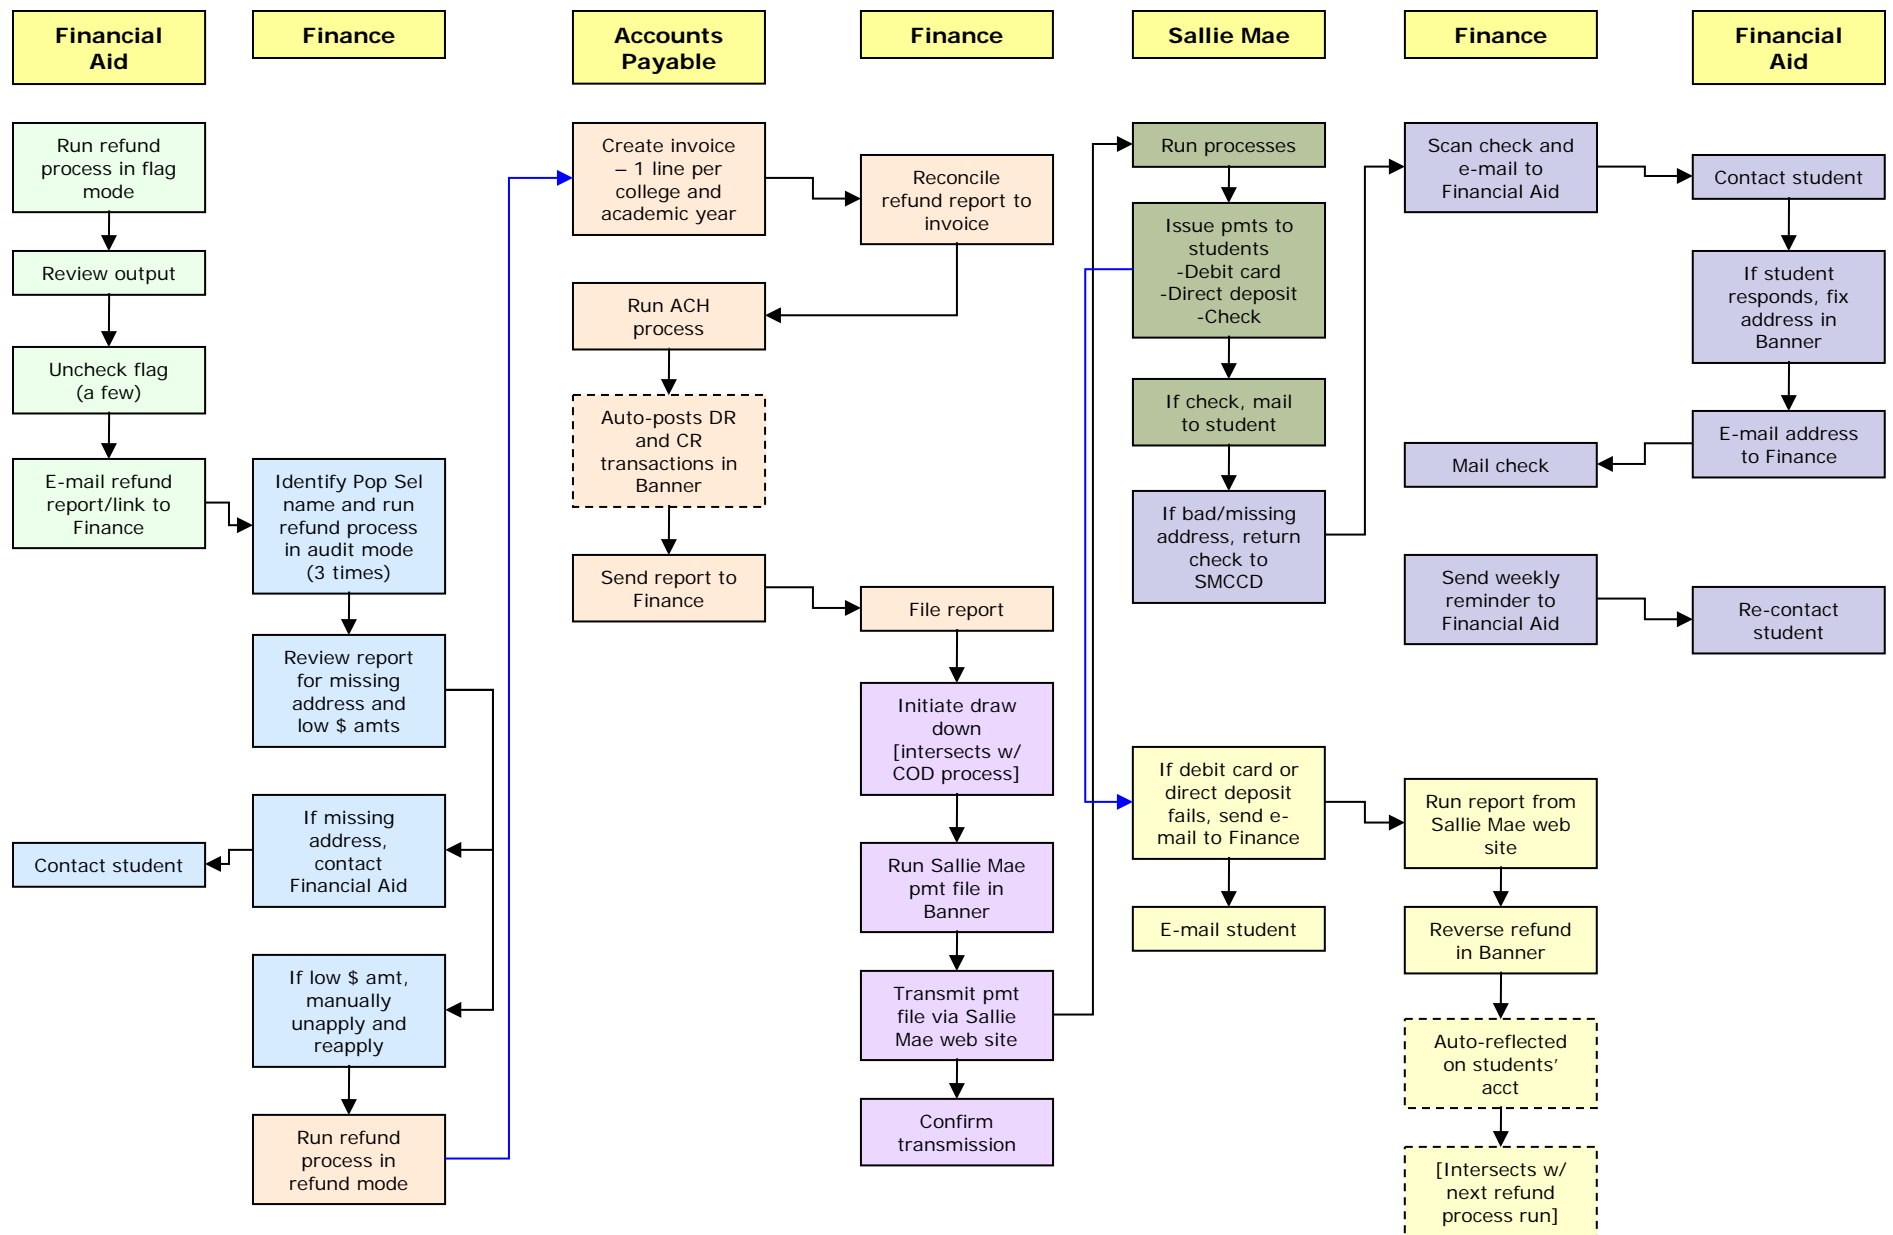 Financial
Aid
Finance
Accounts
Payable
Finance
Sallie Mae
Finance
Financial
Aid
Run refund
process in flag
mode
Review output
Uncheck flag
(a few)
E-mail refund
report/link to
Finance
Contact student
Identify Pop Sel
name and run
refund process
in audit mode
(3 times)
Review report
for missing
address and
low $ amts
If missing
address,
contact
Financial Aid
If low $ amt,
manually
unapply and
reapply
Run refund
process in
refund mode
Create invoice
– 1 line per
college and
academic year
Run ACH
process
Auto-posts DR
and CR
transactions in
Banner
Send report to
Finance
Reconcile
refund report to
invoice
File report
Initiate draw
down
[intersects w/
COD process]
Run Sallie Mae
pmt file in
Banner
Transmit pmt
file via Sallie
Mae web site
Confirm
transmission
Run processes
Issue pmts to
students
-Debit card
-Direct deposit
-Check
If check, mail
to student
If bad/missing
address, return
check to
SMCCD
If debit card or
direct deposit
fails, send e-
mail to Finance
E-mail student
Scan check and
e-mail to
Financial Aid
Mail check
Send weekly
reminder to
Financial Aid
Run report from
Sallie Mae web
site
Reverse refund
in Banner
Auto-reflected
on students’
acct
[Intersects w/
next refund
process run]
Contact student
If student
responds, fix
address in
Banner
E-mail address
to Finance
Re-contact
student